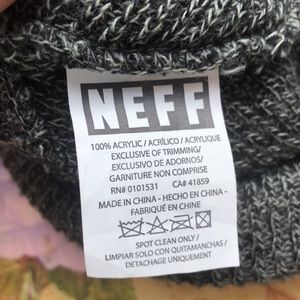 NEFF
100% ACRYLIC / ACRÍLICO / ACRYLIQUE
EXCLUSIVE OF TRIMMING/
EXCLUSIVO DE ADORNOS/
GARNITURE NON COMPRISE
RN# 0101531 CA# 41859
MADE IN CHINA - HECHO EN CHINA -
FABRIQUÉ EN CHINE
SPOT CLEAN ONLY /
LIMPIAR SOLO CON QUITAMANCHAS /
DETACHAGE UNIQUEMENT